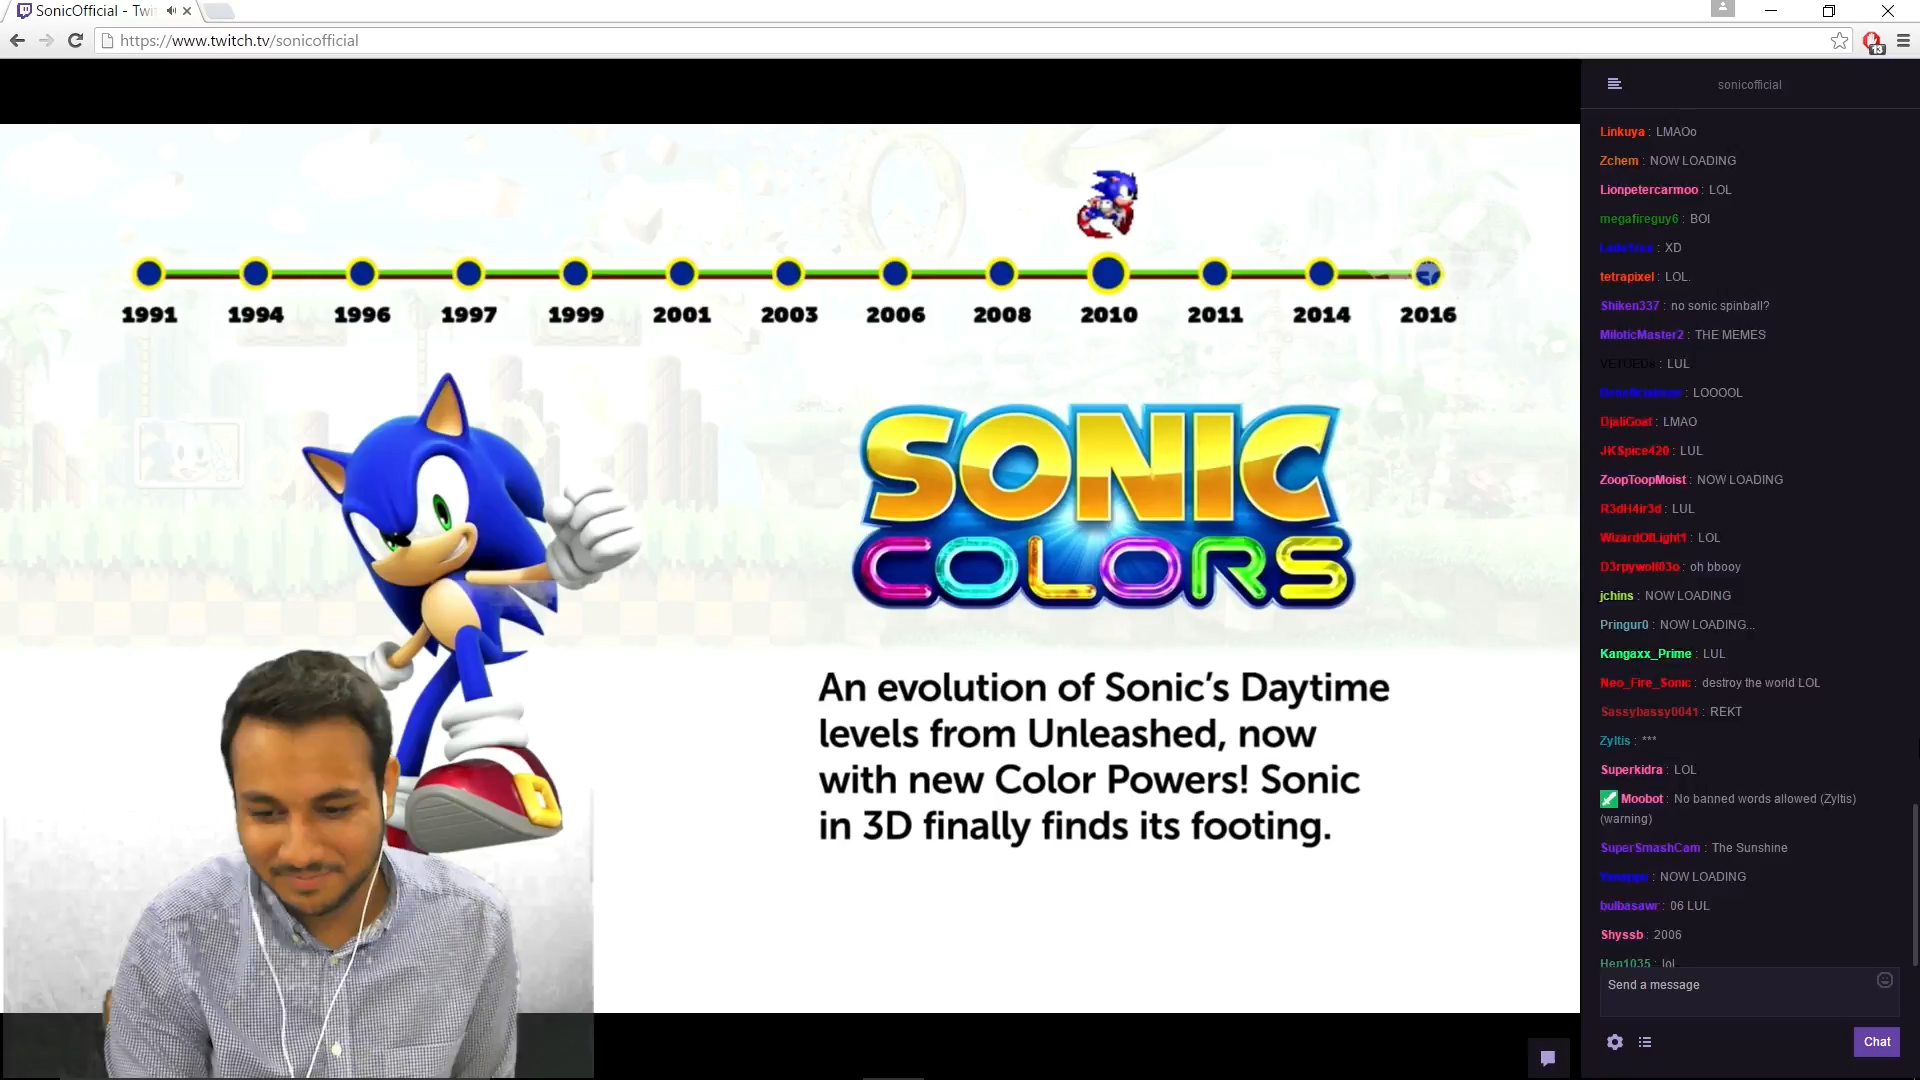 SonicOfficial - Twi
https://www.twitch.tv/sonicofficial
13
1991 1994 1996 1997 1999 2001 2003 2006 2008 2010 2011 2014 2016
SONIC
COLORS
An evolution of Sonic's Daytime
levels from Unleashed, now
with new Color Powers! Sonic
in 3D finally finds its footing.
sonicofficial
Linkuya : LMAOo
Zchem : NOW LOADING
Lionpetercarmoo : LOL
megafireguy6 : BOI
: XD
tetrapixel : LOL.
Shiken337 : no sonic spinball?
MiloticMaster2 : THE MEMES
VETOEDs : LUL
: LOOOOL
DjaliGoat : LMAO
JKSpice420 : LUL
ZoopToopMoist : NOW LOADING
R3dH4ir3d : LUL
WizardOfLight1 : LOL
D3rpywolf03o : oh bbooy
jchins : NOW LOADING
Pringur0 : NOW LOADING...
Kangaxx_Prime : LUL
Neo_Fire_Sonic : destroy the world LOL
Sassybassy0041 : REKT
Zyltis : ***
Superkidra : LOL
Moobot : No banned words allowed (Zyltis)
(warning)
SuperSmashCam : The Sunshine
: NOW LOADING
bulbasawr : 06 LUL
Shyssb : 2006
Hen1035 : lol
Send a message
Chat